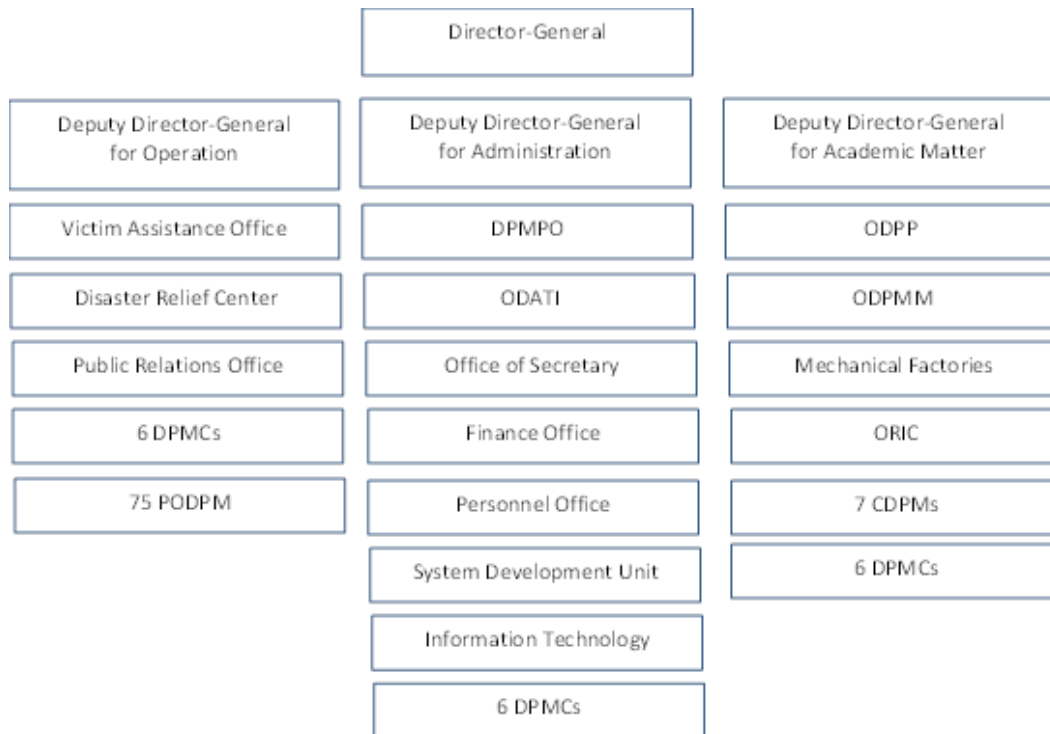 Director-General
Deputy Director-General
for Operation
Deputy Director-General
for Administration
Deputy Director-General
for Academic Matter
Victim Assistance Office
DPMPO
ODPP
Disaster Relief Center
ODATI
ODPMM
Public Relations Office
Office of Secretary
Mechanical Factories
6 DPMCs
Finance Office
ORIC
75 PODPM
Personnel Office
7 CDPMs
System Development Unit
6 DPMCs
Information Technology
6 DPMCs